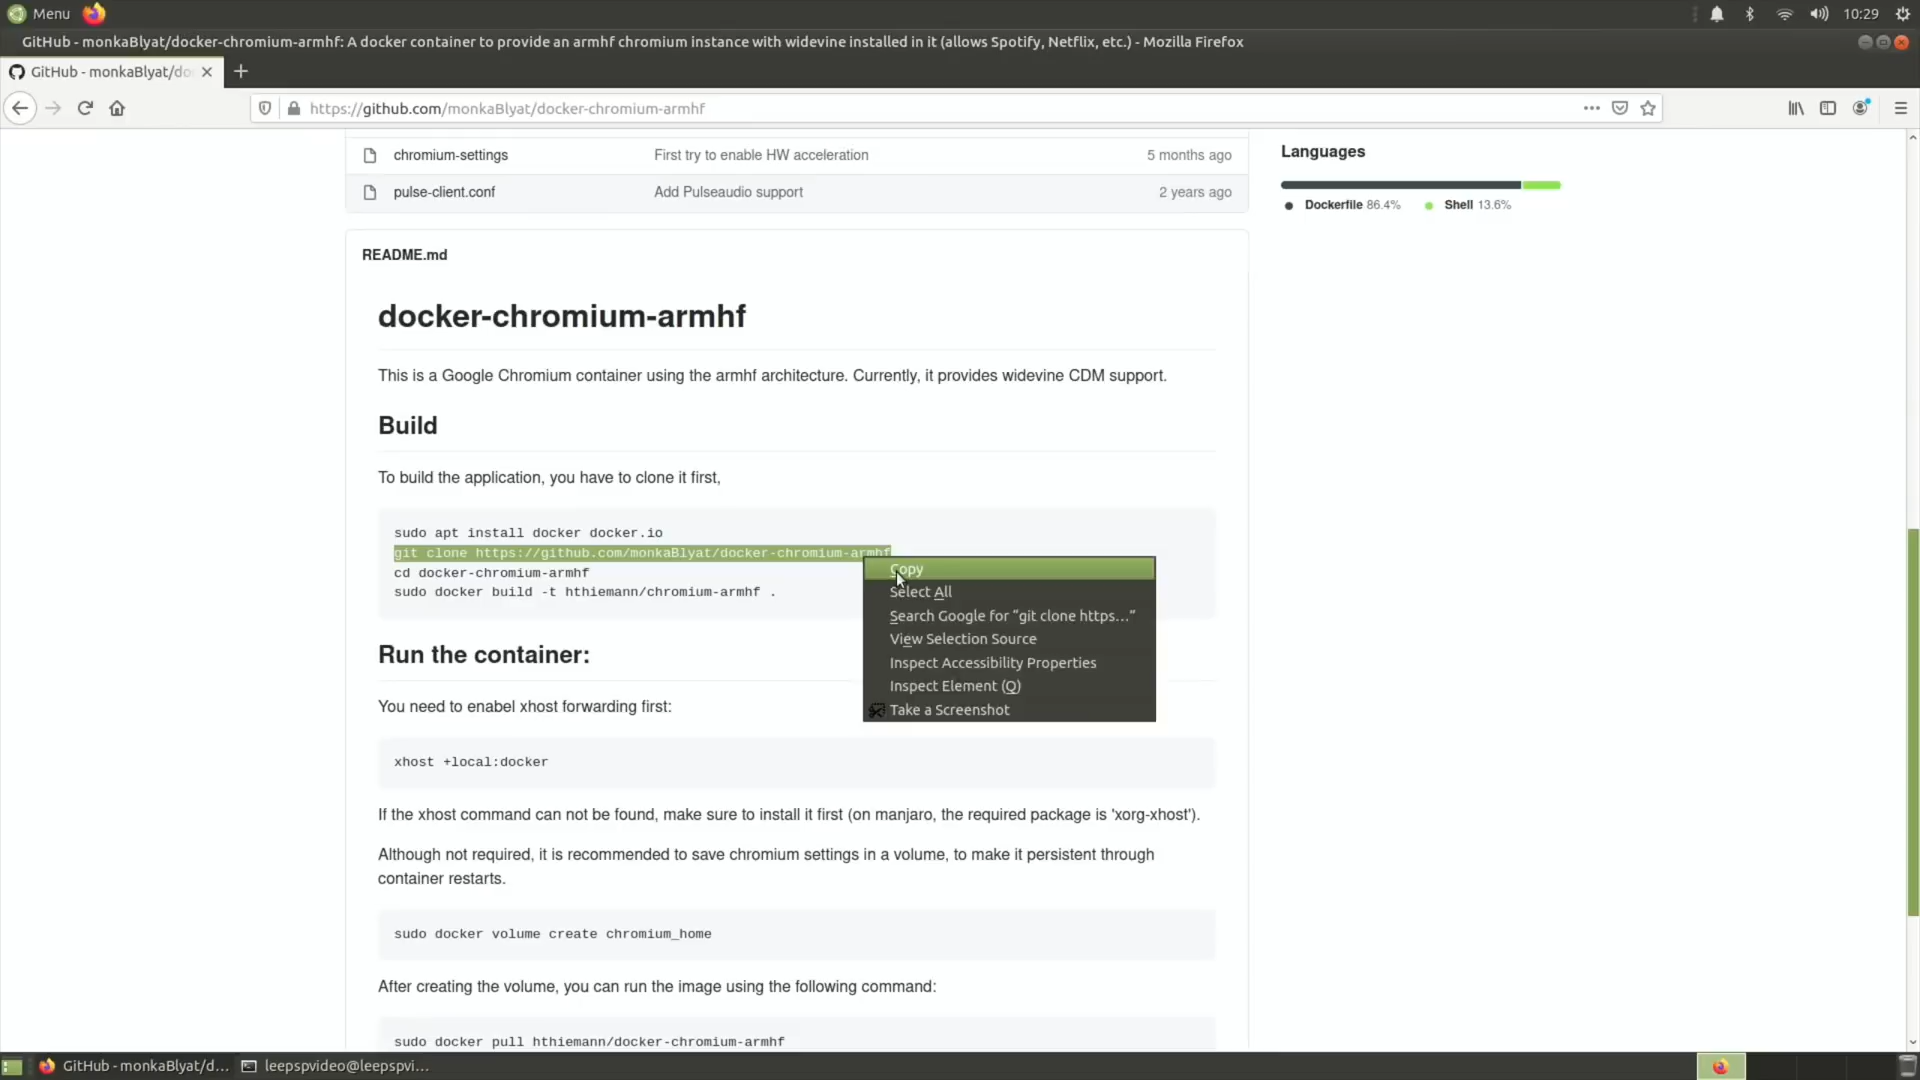 Menu
10:29
GitHub - monkaBlyat/docker-chromium-armhf: A docker container to provide an armhf chromium instance with widevine installed in it (allows Spotify, Netflix, etc.) - Mozilla Firefox
GitHub - monkaBlyat/do
https://github.com/monkaBlyat/docker-chromium-armhf
chromium-settings First try to enable HW acceleration 5 months ago
pulse-client.conf Add Pulseaudio support 2 years ago
Languages
Dockerfile 86.4% Shell 13.6%
README.md
docker-chromium-armhf
This is a Google Chromium container using the armhf architecture. Currently, it provides widevine CDM support.
Build
To build the application, you have to clone it first,
sudo apt install docker docker.io
git clone https://github.com/monkaBlyat/docker-chromium-armhf
cd docker-chromium-armhf
sudo docker build -t hthiemann/chromium-armhf .
Copy
Select All
Search Google for “git clone https…”
View Selection Source
Inspect Accessibility Properties
Inspect Element (Q)
Take a Screenshot
Run the container:
You need to enabel xhost forwarding first:
xhost +local:docker
If the xhost command can not be found, make sure to install it first (on manjaro, the required package is 'xorg-xhost').
Although not required, it is recommended to save chromium settings in a volume, to make it persistent through
container restarts.
sudo docker volume create chromium_home
After creating the volume, you can run the image using the following command:
sudo docker pull hthiemann/docker-chromium-armhf
GitHub - monkaBlyat/d...
leepspvideo@leepspvi...